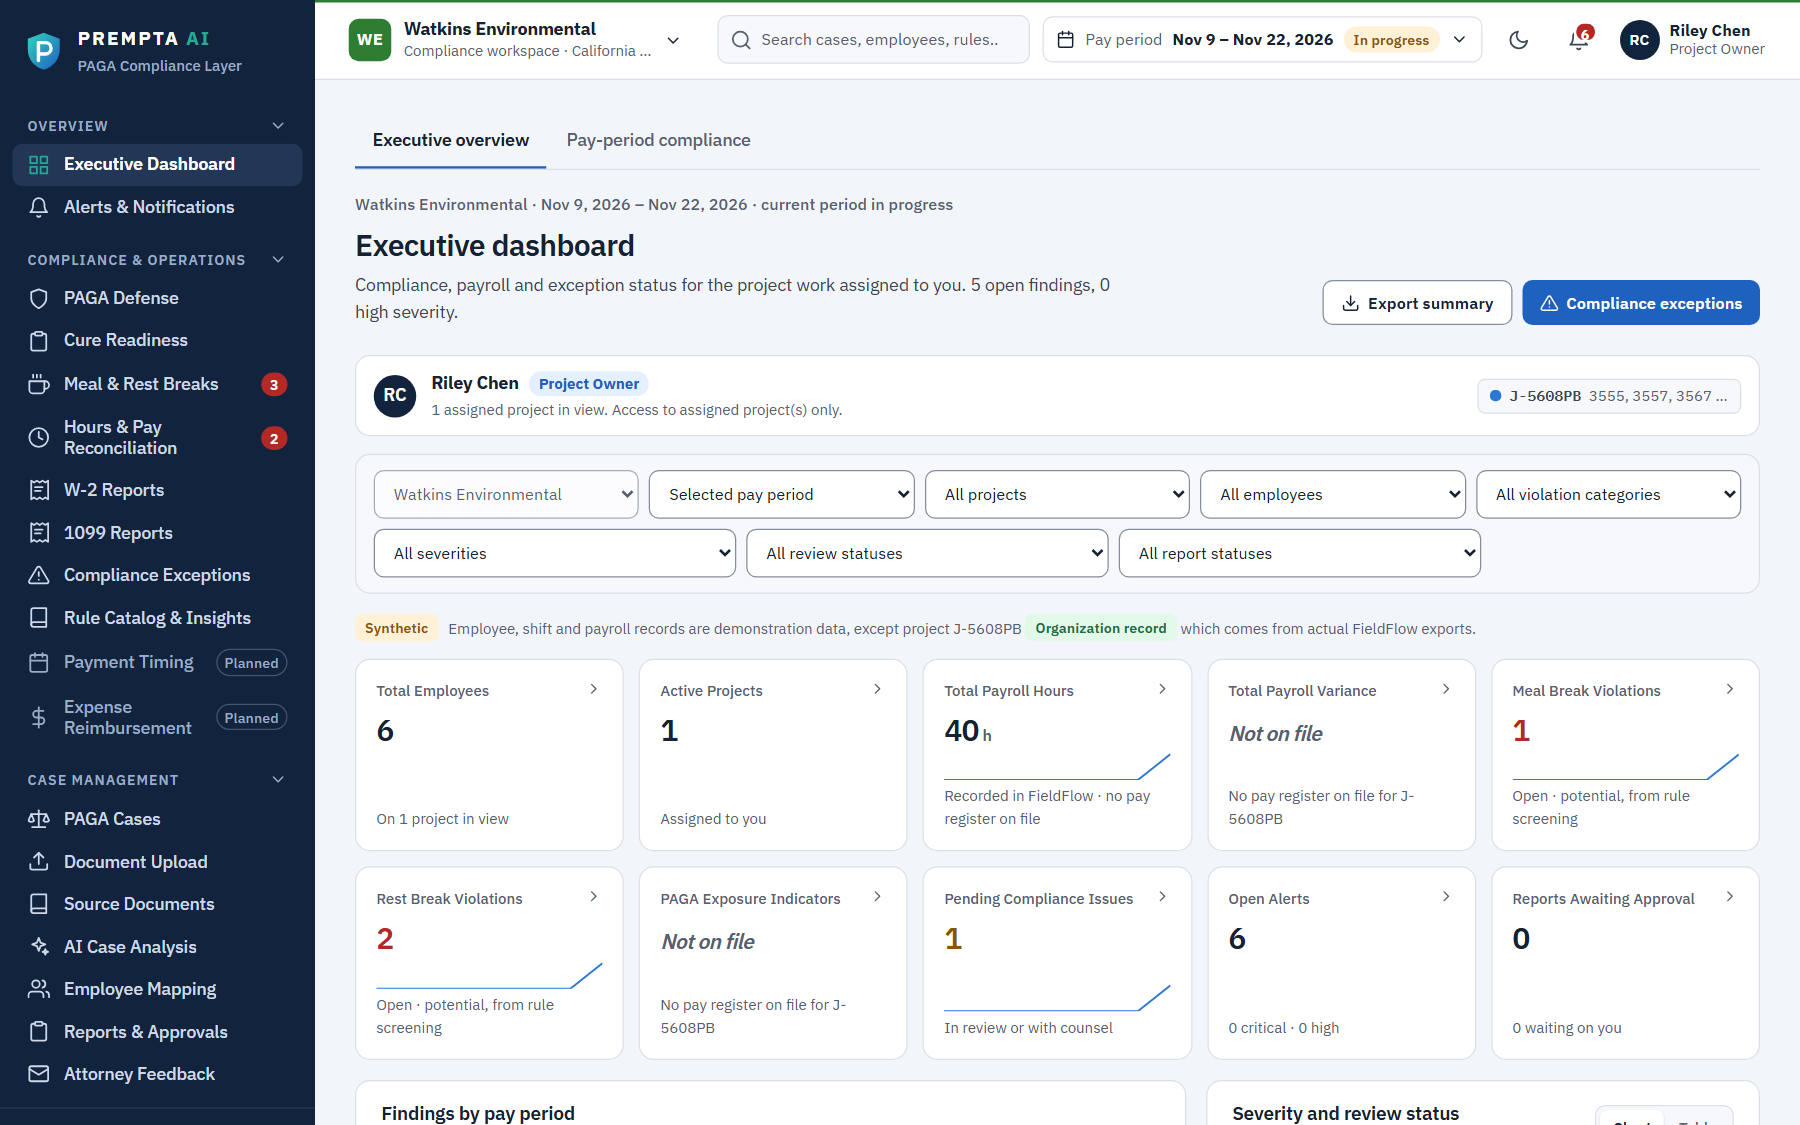 PREMPTA AI
PAGA Compliance Layer
OVERVIEW
Executive Dashboard
Alerts & Notifications
COMPLIANCE & OPERATIONS
PAGA Defense
Cure Readiness
Meal & Rest Breaks 3
Hours & Pay
Reconciliation 2
W-2 Reports
1099 Reports
Compliance Exceptions
Rule Catalog & Insights
Payment Timing Planned
Expense
Reimbursement Planned
CASE MANAGEMENT
PAGA Cases
Document Upload
Source Documents
AI Case Analysis
Employee Mapping
Reports & Approvals
Attorney Feedback
WE
Watkins Environmental
Compliance workspace · California ...
Search cases, employees, rules..
Pay period Nov 9 – Nov 22, 2026 In progress
6
RC
Riley Chen
Project Owner
Executive overview Pay-period compliance
Watkins Environmental · Nov 9, 2026 – Nov 22, 2026 · current period in progress
Executive dashboard
Compliance, payroll and exception status for the project work assigned to you. 5 open findings, 0
high severity.
Export summary
Compliance exceptions
RC
Riley Chen Project Owner
1 assigned project in view. Access to assigned project(s) only.
J-5608PB 3555, 3557, 3567 ...
Watkins Environmental Selected pay period All projects All employees All violation categories
All severities All review statuses All report statuses
Synthetic Employee, shift and payroll records are demonstration data, except project J-5608PB Organization record which comes from actual FieldFlow exports.
Total Employees
6
On 1 project in view
Active Projects
1
Assigned to you
Total Payroll Hours
40 h
Recorded in FieldFlow · no pay
register on file
Total Payroll Variance
Not on file
No pay register on file for J-
5608PB
Meal Break Violations
1
Open · potential, from rule
screening
Rest Break Violations
2
Open · potential, from rule
screening
PAGA Exposure Indicators
Not on file
No pay register on file for J-
5608PB
Pending Compliance Issues
1
In review or with counsel
Open Alerts
6
0 critical · 0 high
Reports Awaiting Approval
0
0 waiting on you
Findings by pay period
Severity and review status